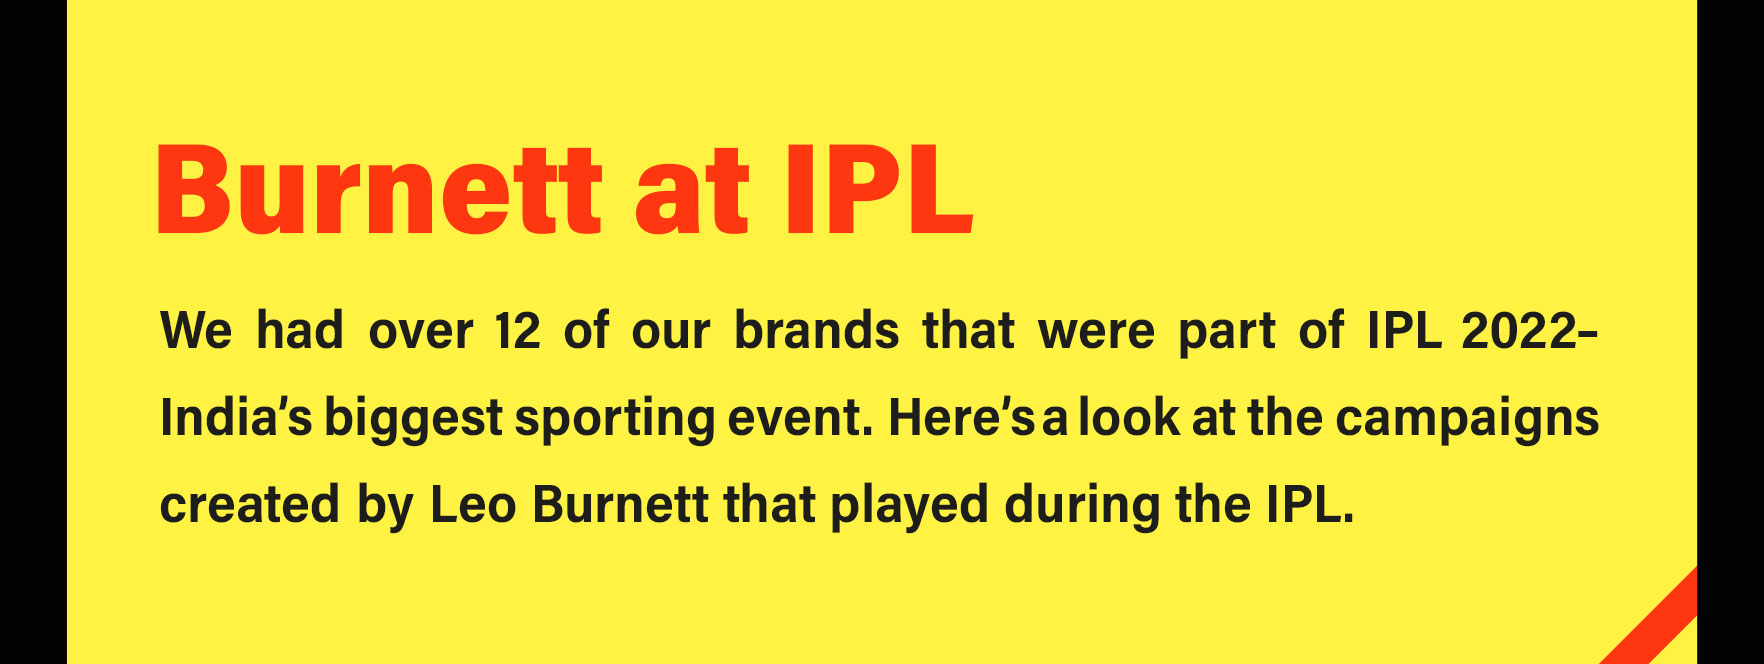 Burnett at IPL
We had over 12 of our brands that were part of IPL 2022–
India’s biggest sporting event. Here’s a look at the campaigns
created by Leo Burnett that played during the IPL.